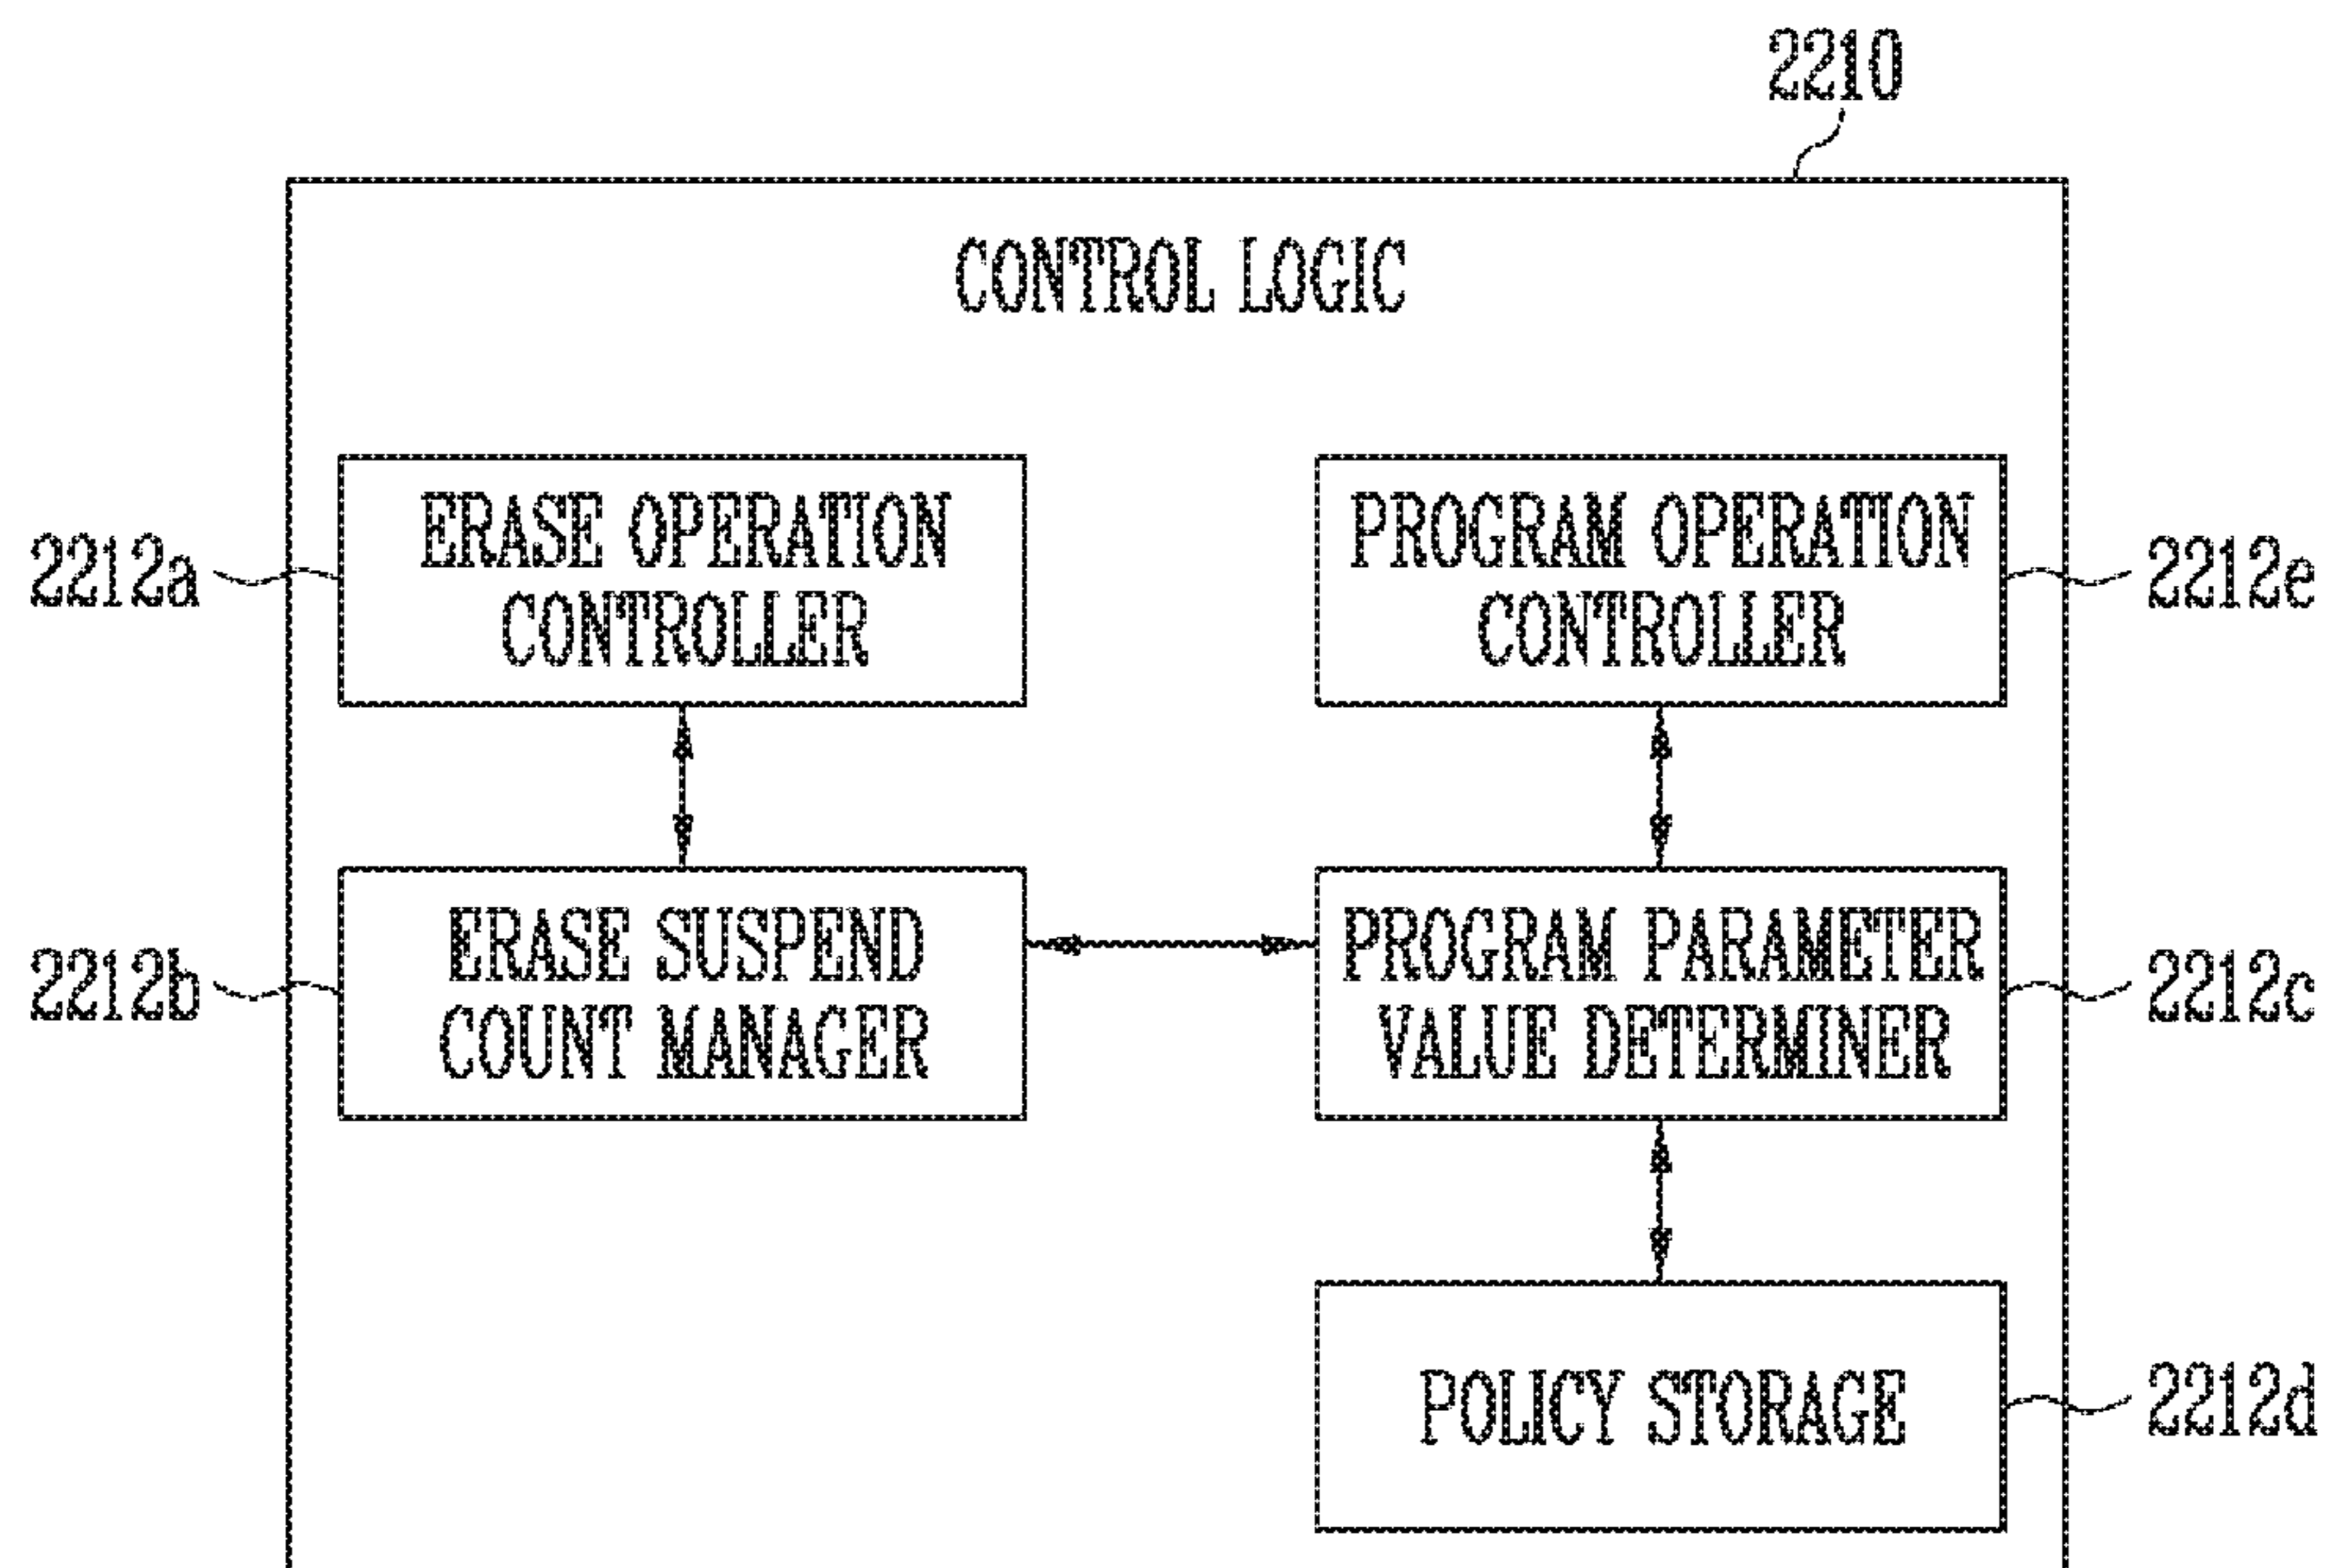 2210
CONTROL LOGIC
ERASE OPERATION
CONTROLLER
2212a
PROGRAM OPERATION
CONTROLLER
2212e
ERASE SUSPEND
COUNT MANAGER
2212b
PROGRAM PARAMETER
VALUE DETERMINER
2212c
POLICY STORAGE
2212d